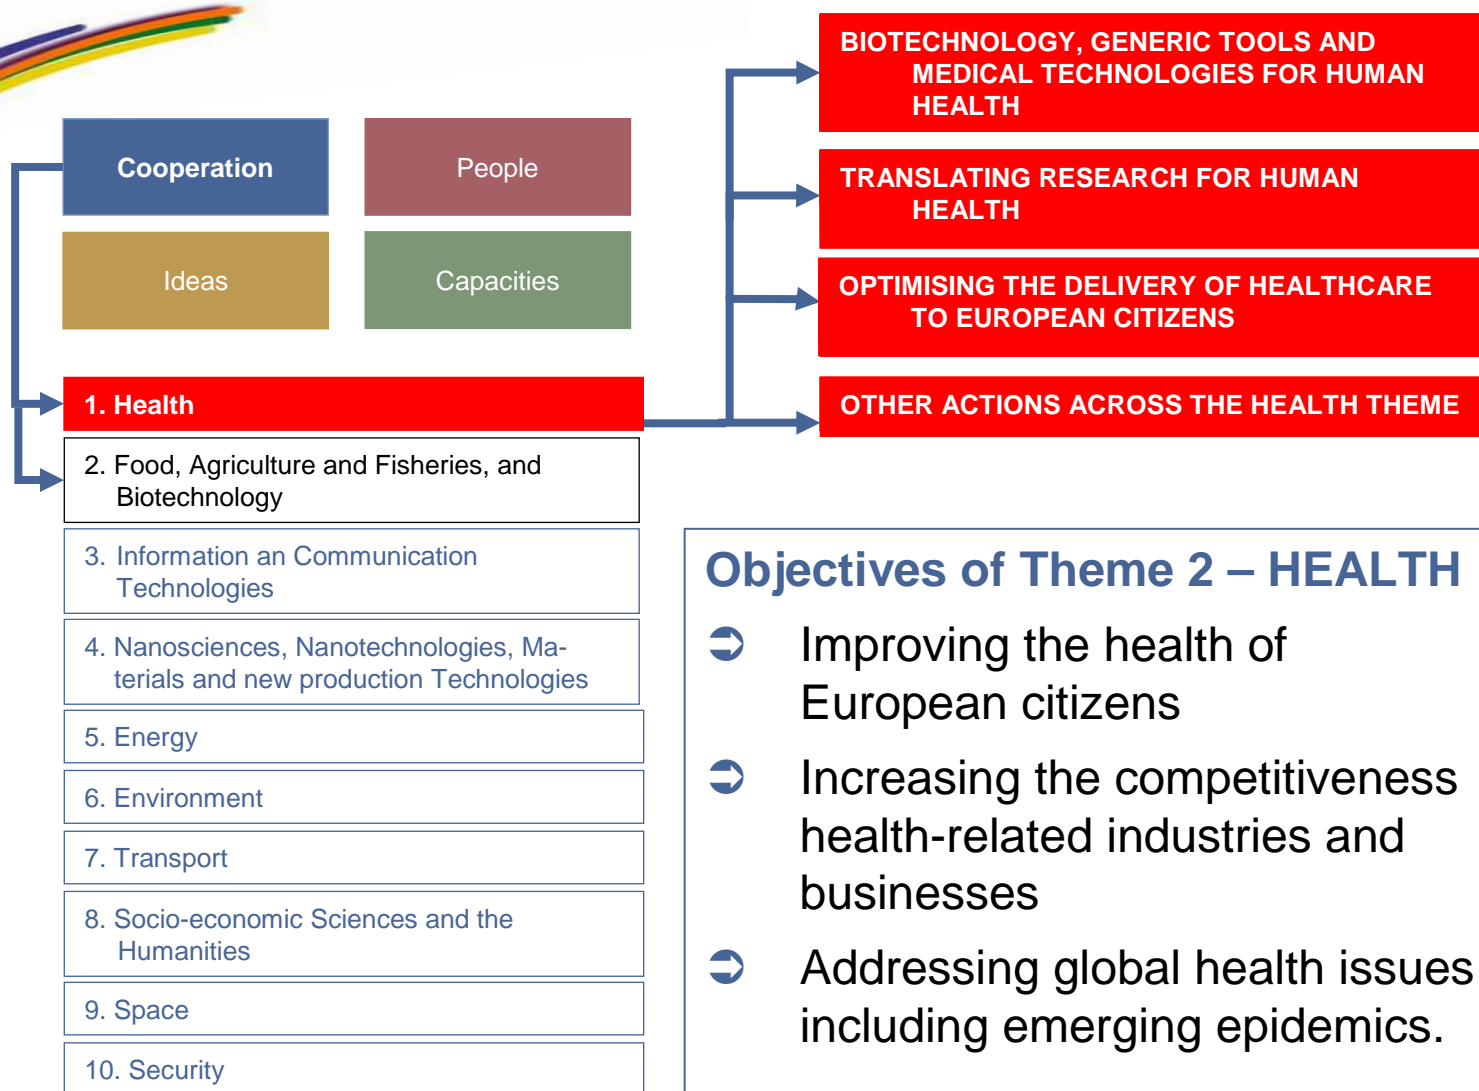 Cooperation
People
Ideas
Capacities
1. Health
2. Food, Agriculture and Fisheries, and
Biotechnology
3. Information an Communication
Technologies
4. Nanosciences, Nanotechnologies, Ma-
terials and new production Technologies
5. Energy
6. Environment
7. Transport
8. Socio-economic Sciences and the
Humanities
9. Space
10. Security
BIOTECHNOLOGY, GENERIC TOOLS AND
MEDICAL TECHNOLOGIES FOR HUMAN
HEALTH
TRANSLATING RESEARCH FOR HUMAN
HEALTH
OPTIMISING THE DELIVERY OF HEALTHCARE
TO EUROPEAN CITIZENS
OTHER ACTIONS ACROSS THE HEALTH THEME
Objectives of Theme 2 – HEALTH
Improving the health of
European citizens
Increasing the competitiveness
health-related industries and
businesses
Addressing global health issues
including emerging epidemics.